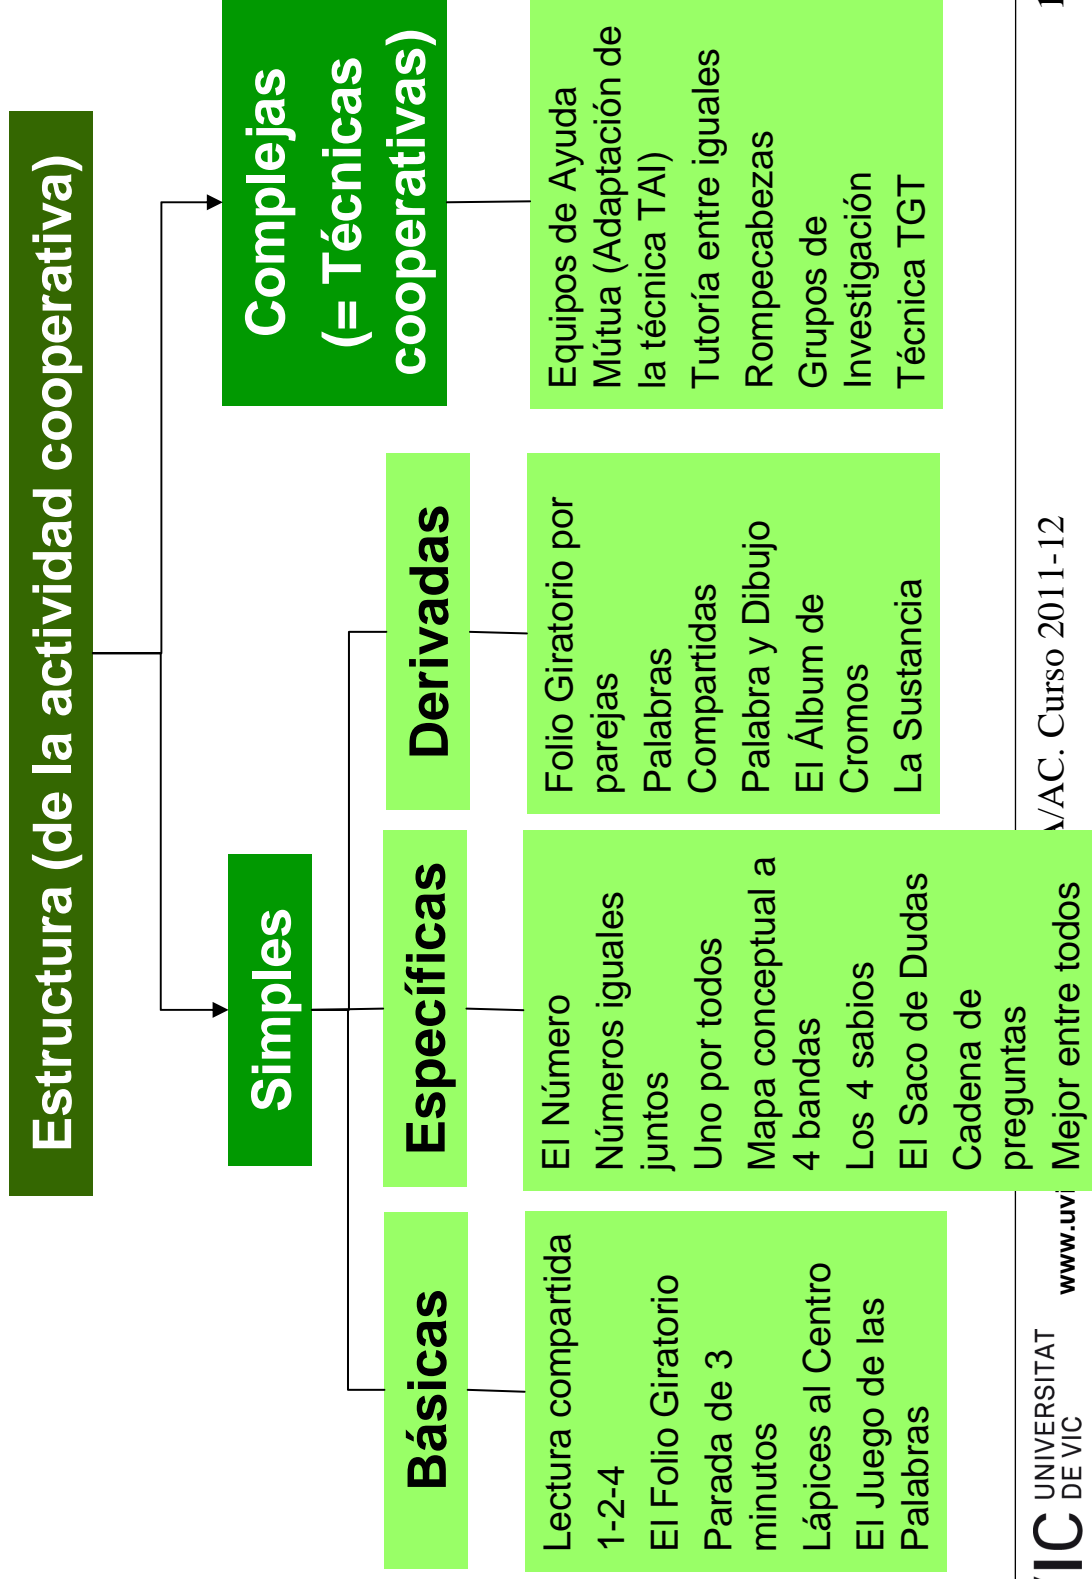 Estructura (de la actividad cooperativa)
Simples
Complejas
(= Técnicas
cooperativas)
Básicas
Específicas
Derivadas
Lectura compartida
1-2-4
El Folio Giratorio
Parada de 3
minutos
Lápices al Centro
El Juego de las
Palabras
El Número
Números iguales
juntos
Uno por todos
Mapa conceptual a
4 bandas
Los 4 sabios
El Saco de Dudas
Cadena de
preguntas
Mejor entre todos
Folio Giratorio por
parejas
Palabras
Compartidas
Palabra y Dibujo
El Álbum de
Cromos
La Sustancia
Equipos de Ayuda
Mútua (Adaptación de
la técnica TAI)
Tutoría entre iguales
Rompecabezas
Grupos de
Investigación
Técnica TGT
UNIVERSITAT
DE VIC
www.uvi
/AC. Curso 2011-12